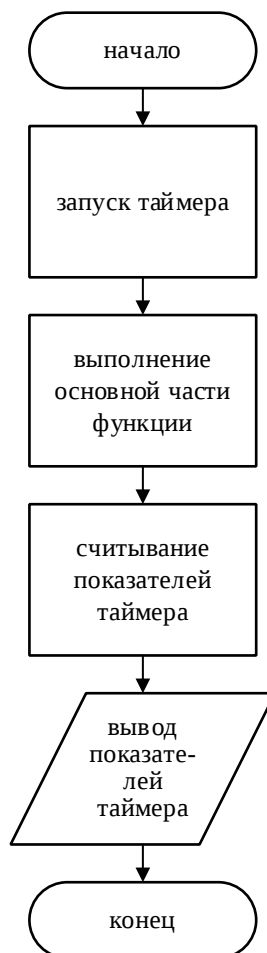 начало
запуск таймера
выполнение
основной части
функции
считывание
показателей
таймера
вывод
показате-
лей
таймера
конец